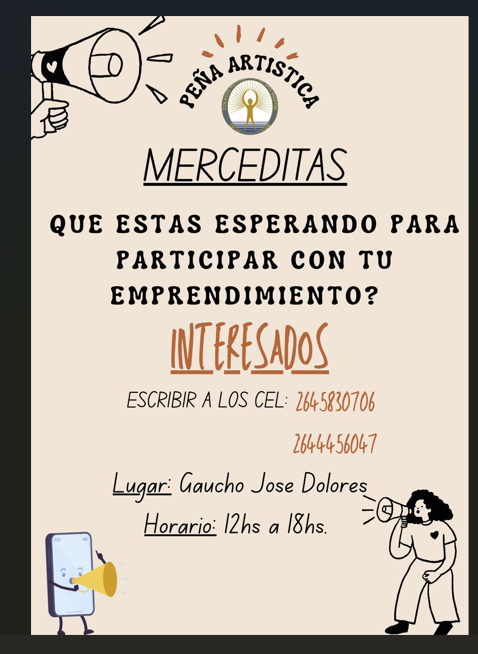 PEÑA ARTISTICA
MERCEDITAS
QUE ESTAS ESPERANDO PARA
PARTICIPAR CON TU
EMPRENDIMIENTO?
INTERESADOS
ESCRIBIR A LOS CEL: 2645830706
2644456047
Lugar: Gaucho Jose Dolores
Horario: 12hs a 18hs.